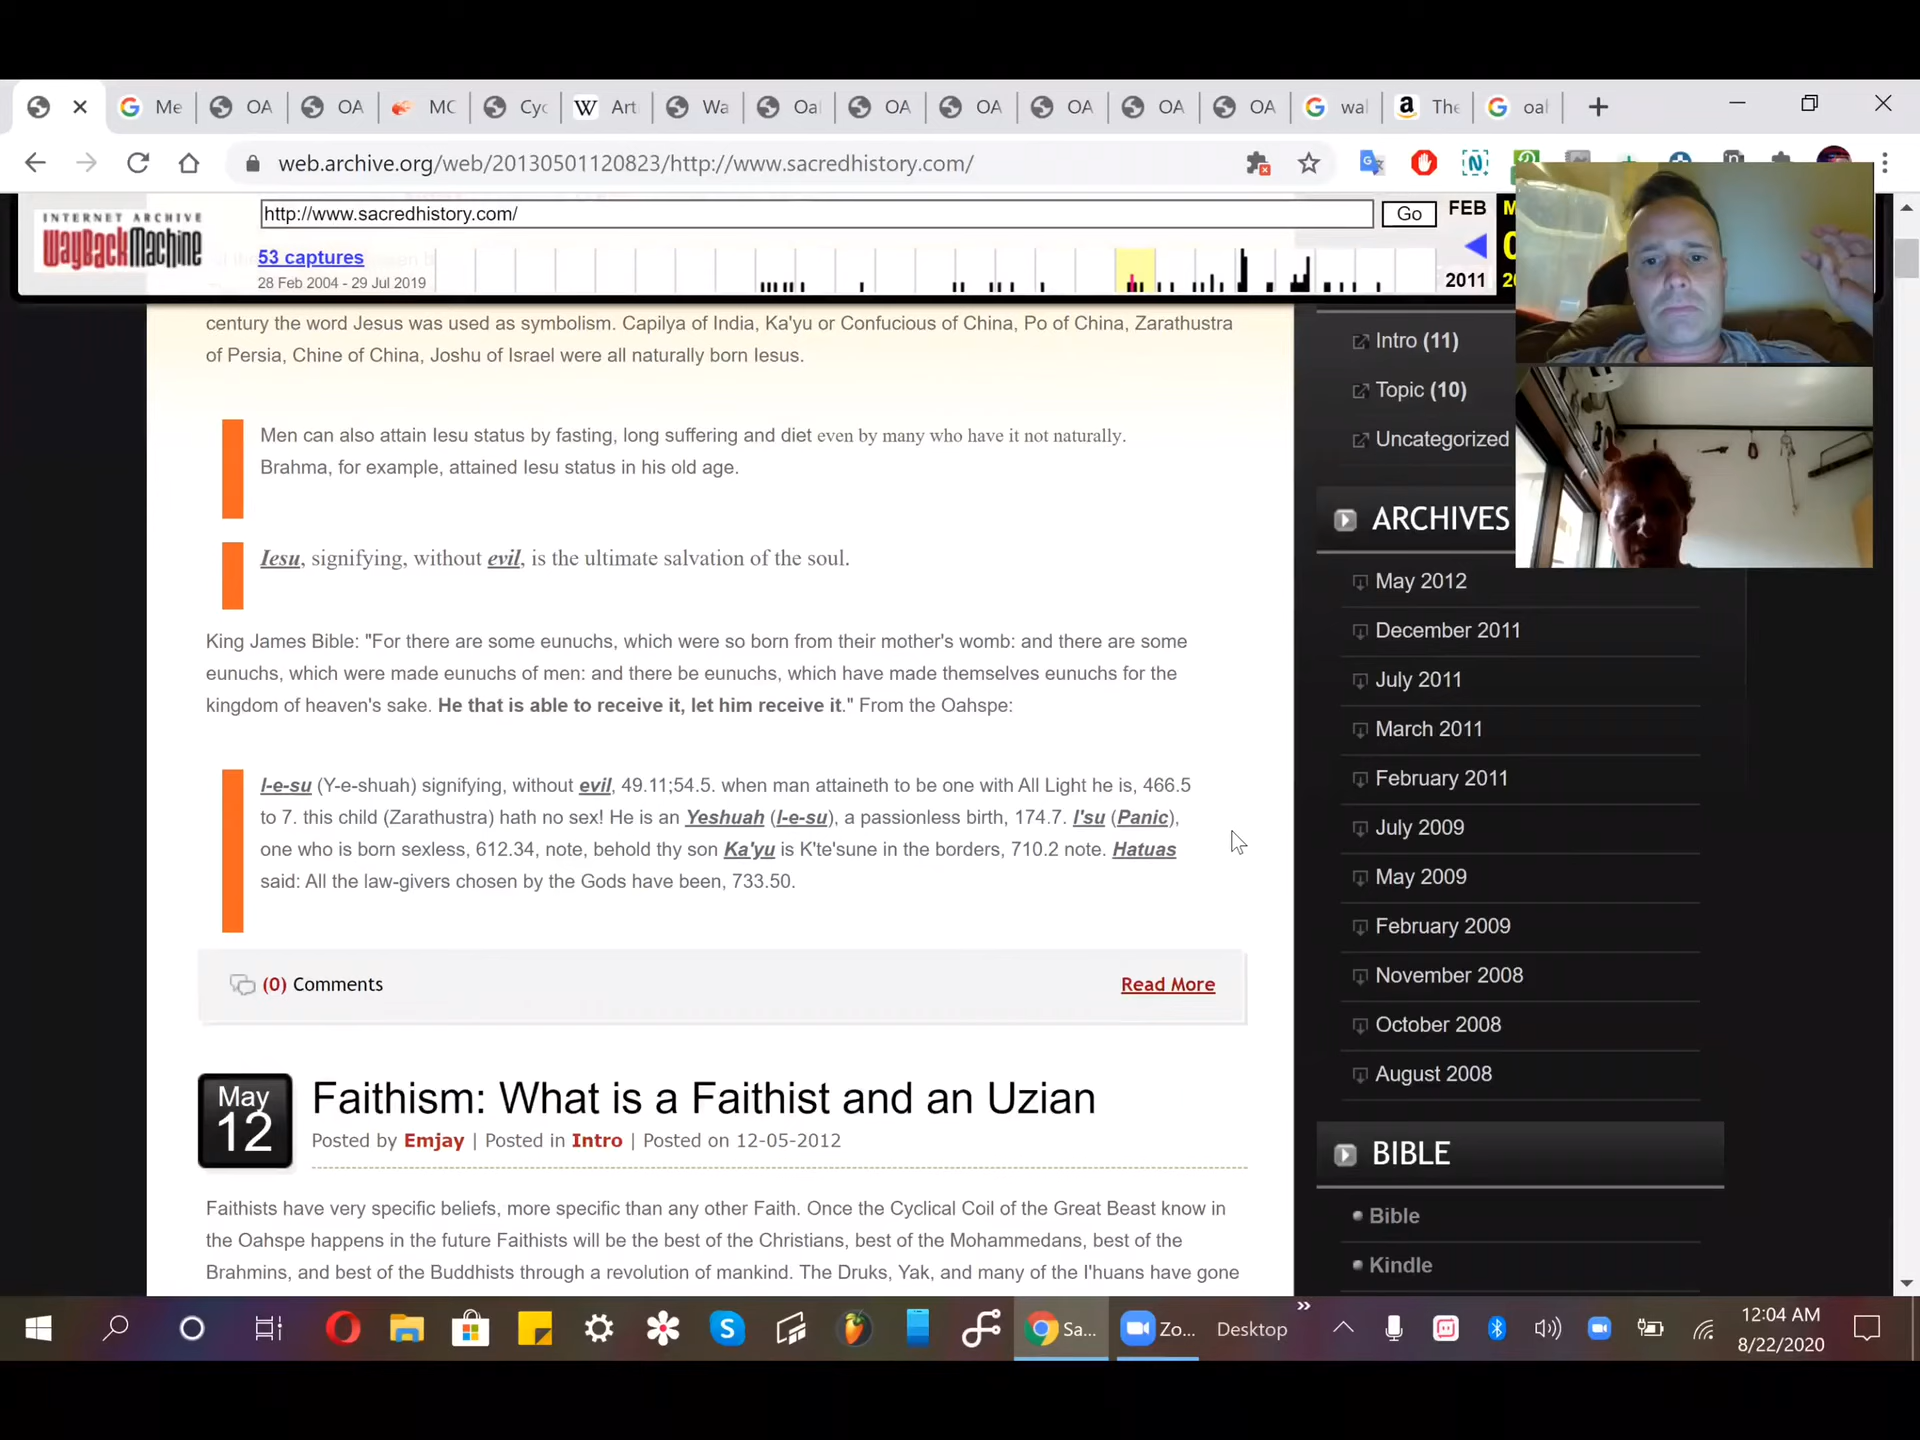 Me
OA
OA
MC
Cyc
W Art
Wa
Oal
OA
OA
OA
OA
OA
wal
The
oal
web.archive.org/web/20130501120823/http://www.sacredhistory.com/
INTERNET ARCHIVE
WayBackMachine
http://www.sacredhistory.com/
Go
FEB
53 captures
28 Feb 2004 - 29 Jul 2019
2011
century the word Jesus was used as symbolism. Capilya of India, Ka'yu or Confucious of China, Po of China, Zarathustra
of Persia, Chine of China, Joshu of Israel were all naturally born Iesus.
Men can also attain Iesu status by fasting, long suffering and diet even by many who have it not naturally.
Brahma, for example, attained Iesu status in his old age.
Iesu, signifying, without evil, is the ultimate salvation of the soul.
King James Bible: "For there are some eunuchs, which were so born from their mother's womb: and there are some
eunuchs, which were made eunuchs of men: and there be eunuchs, which have made themselves eunuchs for the
kingdom of heaven's sake. He that is able to receive it, let him receive it." From the Oahspe:
I-e-su (Y-e-shuah) signifying, without evil, 49.11;54.5. when man attaineth to be one with All Light he is, 466.5
to 7. this child (Zarathustra) hath no sex! He is an Yeshuah (I-e-su), a passionless birth, 174.7. I'su (Panic),
one who is born sexless, 612.34, note, behold thy son Ka'yu is K'te'sune in the borders, 710.2 note. Hatuas
said: All the law-givers chosen by the Gods have been, 733.50.
(0) Comments
Read More
May
12
Faithism: What is a Faithist and an Uzian
Posted by Emjay | Posted in Intro | Posted on 12-05-2012
Faithists have very specific beliefs, more specific than any other Faith. Once the Cyclical Coil of the Great Beast know in
the Oahspe happens in the future Faithists will be the best of the Christians, best of the Mohammedans, best of the
Brahmins, and best of the Buddhists through a revolution of mankind. The Druks, Yak, and many of the I'huans have gone
Intro (11)
Topic (10)
Uncategorized
ARCHIVES
May 2012
December 2011
July 2011
March 2011
February 2011
July 2009
May 2009
February 2009
November 2008
October 2008
August 2008
BIBLE
Bible
Kindle
Sa...
Zo...
Desktop
12:04 AM
8/22/2020